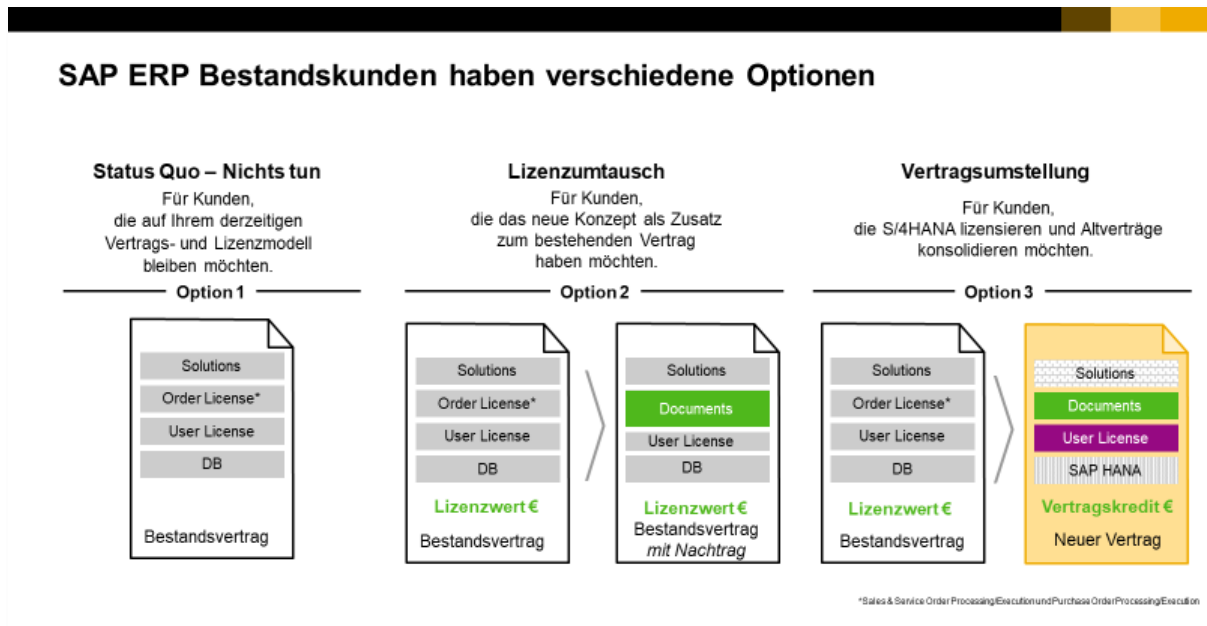 SAP ERP Bestandskunden haben verschiedene Optionen
Status Quo – Nichts tun
Für Kunden,
die auf Ihrem derzeitigen
Vertrags- und Lizenzmodell
bleiben möchten.
Option 1
Solutions
Order License*
User License
DB
Bestandsvertrag
Lizenzumtausch
Für Kunden,
die das neue Konzept als Zusatz
zum bestehenden Vertrag
haben möchten.
Option 2
Solutions
Order License*
User License
DB
Lizenzwert €
Bestandsvertrag
Solutions
Documents
User License
DB
Lizenzwert €
Bestandsvertrag
mit Nachtrag
Vertragsumstellung
Für Kunden,
die S/4HANA lizensieren und Altverträge
konsolidieren möchten.
Option 3
Solutions
Order License*
User License
DB
Lizenzwert €
Bestandsvertrag
Solutions
Documents
User License
SAP HANA
Vertragskredit €
Neuer Vertrag
*Sales & Service Order Processing/Execution und Purchase Order Processing/Execution